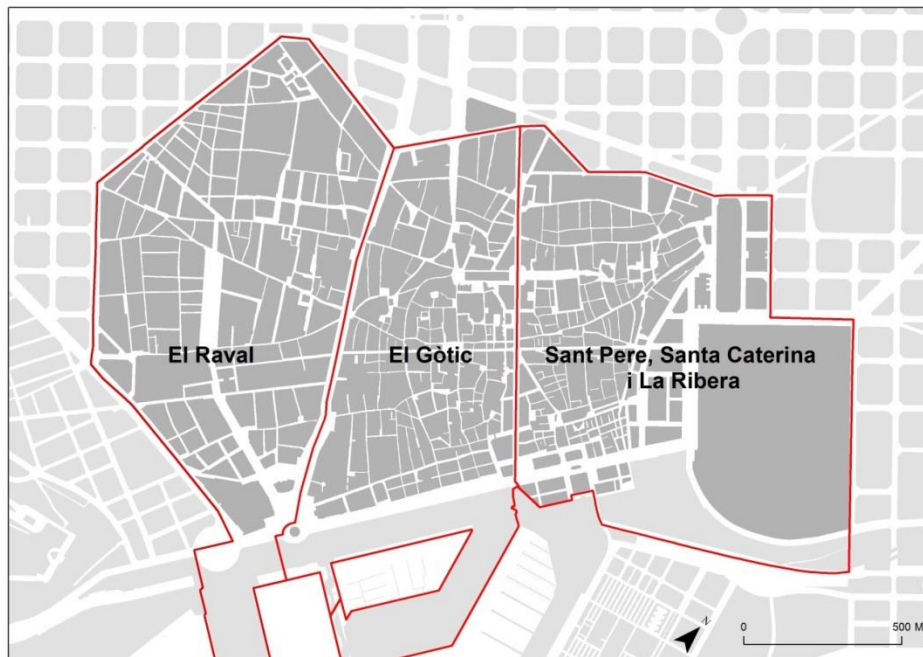 El Raval
El Gòtic
Sant Pere, Santa Caterina
i La Ribera
N
0
500 M